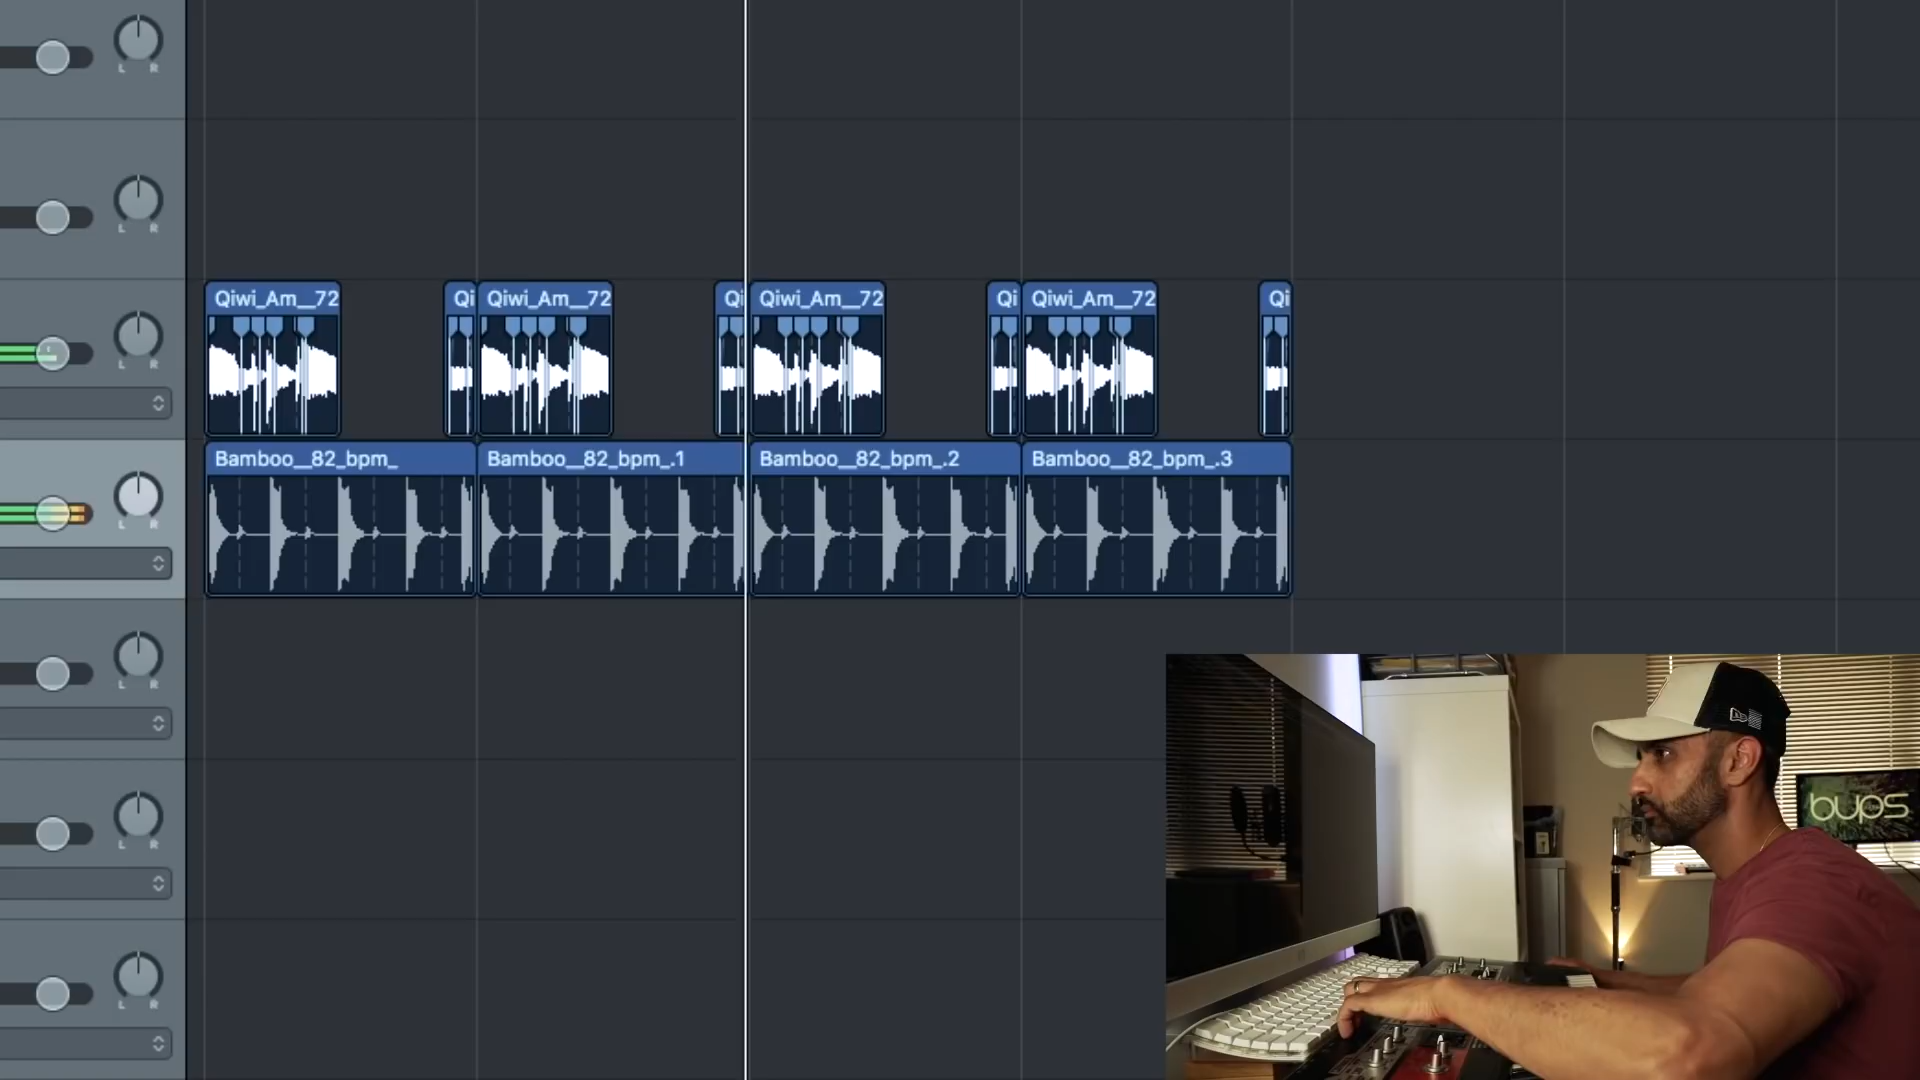 L R
L R
Qiwi_Am__72 Qi Qiwi_Am__72 Qi Qiwi_Am__72 Qi Qiwi_Am__72 Qi
L R
Bamboo__82_bpm_ Bamboo__82_bpm_.1 Bamboo__82_bpm_.2 Bamboo__82_bpm_.3
L R
L R
L R
L R
bups